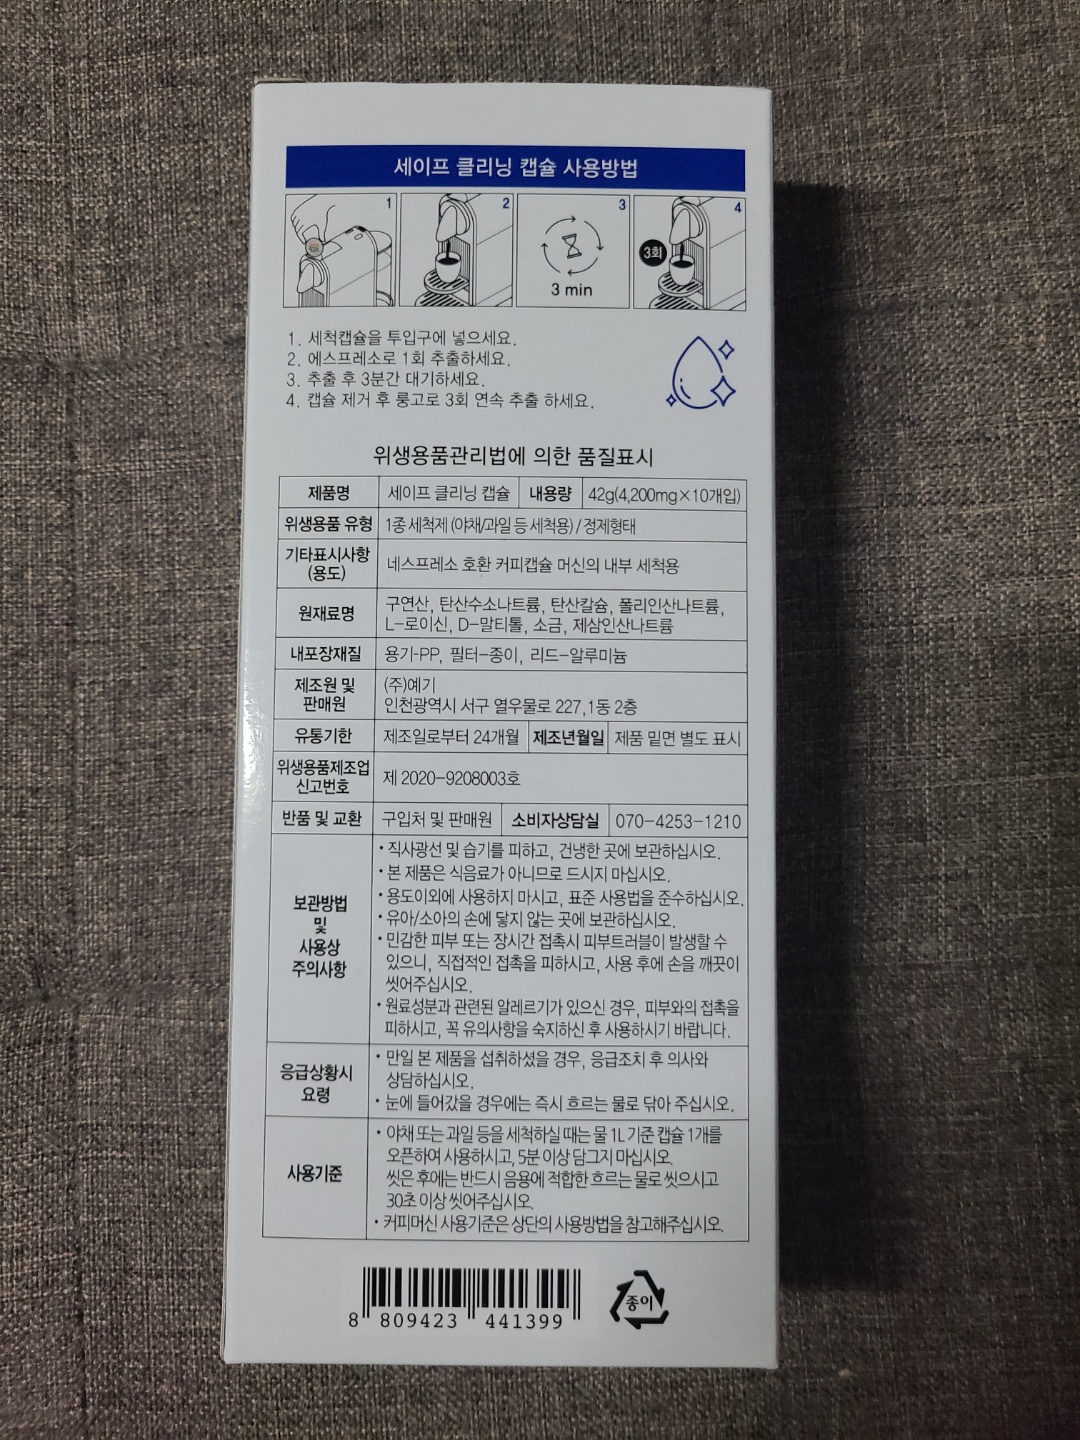 세이프 클리닝 캡슐 사용방법
1
2
3
3 min
4
3회
1. 세척캡슐을 투입구에 넣으세요.
2. 에스프레소로 1회 추출하세요.
3. 추출 후 3분간 대기하세요.
4. 캡슐 제거 후 룽고로 3회 연속 추출 하세요.
위생용품관리법에 의한 품질표시
제품명 세이프 클리닝 캡슐 내용량 42g(4,200mg×10개입)
위생용품 유형 1종 세척제 (야채/과일 등 세척용) / 정제형태
기타표시사항
(용도)
네스프레소 호환 커피캡슐 머신의 내부 세척용
원재료명
구연산, 탄산수소나트륨, 탄산칼슘, 폴리인산나트륨,
L-로이신, D-말티톨, 소금, 제삼인산나트륨
내포장재질 용기-PP, 필터-종이, 리드-알루미늄
제조원 및
판매원
(주)예기
인천광역시 서구 열우물로 227,1동 2층
유통기한 제조일로부터 24개월 제조년월일 제품 밑면 별도 표시
위생용품제조업
신고번호
제 2020-9208003호
반품 및 교환 구입처 및 판매원 소비자상담실 070-4253-1210
보관방법
및
사용상
주의사항
• 직사광선 및 습기를 피하고, 건냉한 곳에 보관하십시오.
• 본 제품은 식음료가 아니므로 드시지 마십시오.
• 용도이외에 사용하지 마시고, 표준 사용법을 준수하십시오.
• 유아/소아의 손에 닿지 않는 곳에 보관하십시오.
• 민감한 피부 또는 장시간 접촉시 피부트러블이 발생할 수
있으니, 직접적인 접촉을 피하시고, 사용 후에 손을 깨끗이
씻어주십시오.
• 원료성분과 관련된 알레르기가 있으신 경우, 피부와의 접촉을
피하시고, 꼭 유의사항을 숙지하신 후 사용하시기 바랍니다.
응급상황시
요령
• 만일 본 제품을 섭취하셨을 경우, 응급조치 후 의사와
상담하십시오.
• 눈에 들어갔을 경우에는 즉시 흐르는 물로 닦아 주십시오.
사용기준
• 야채 또는 과일 등을 세척하실 때는 물 1L 기준 캡슐 1개를
오픈하여 사용하시고, 5분 이상 담그지 마십시오.
씻은 후에는 반드시 음용에 적합한 흐르는 물로 씻으시고
30초 이상 씻어주십시오.
• 커피머신 사용기준은 상단의 사용방법을 참고해주십시오.
8 809423 441399
종이